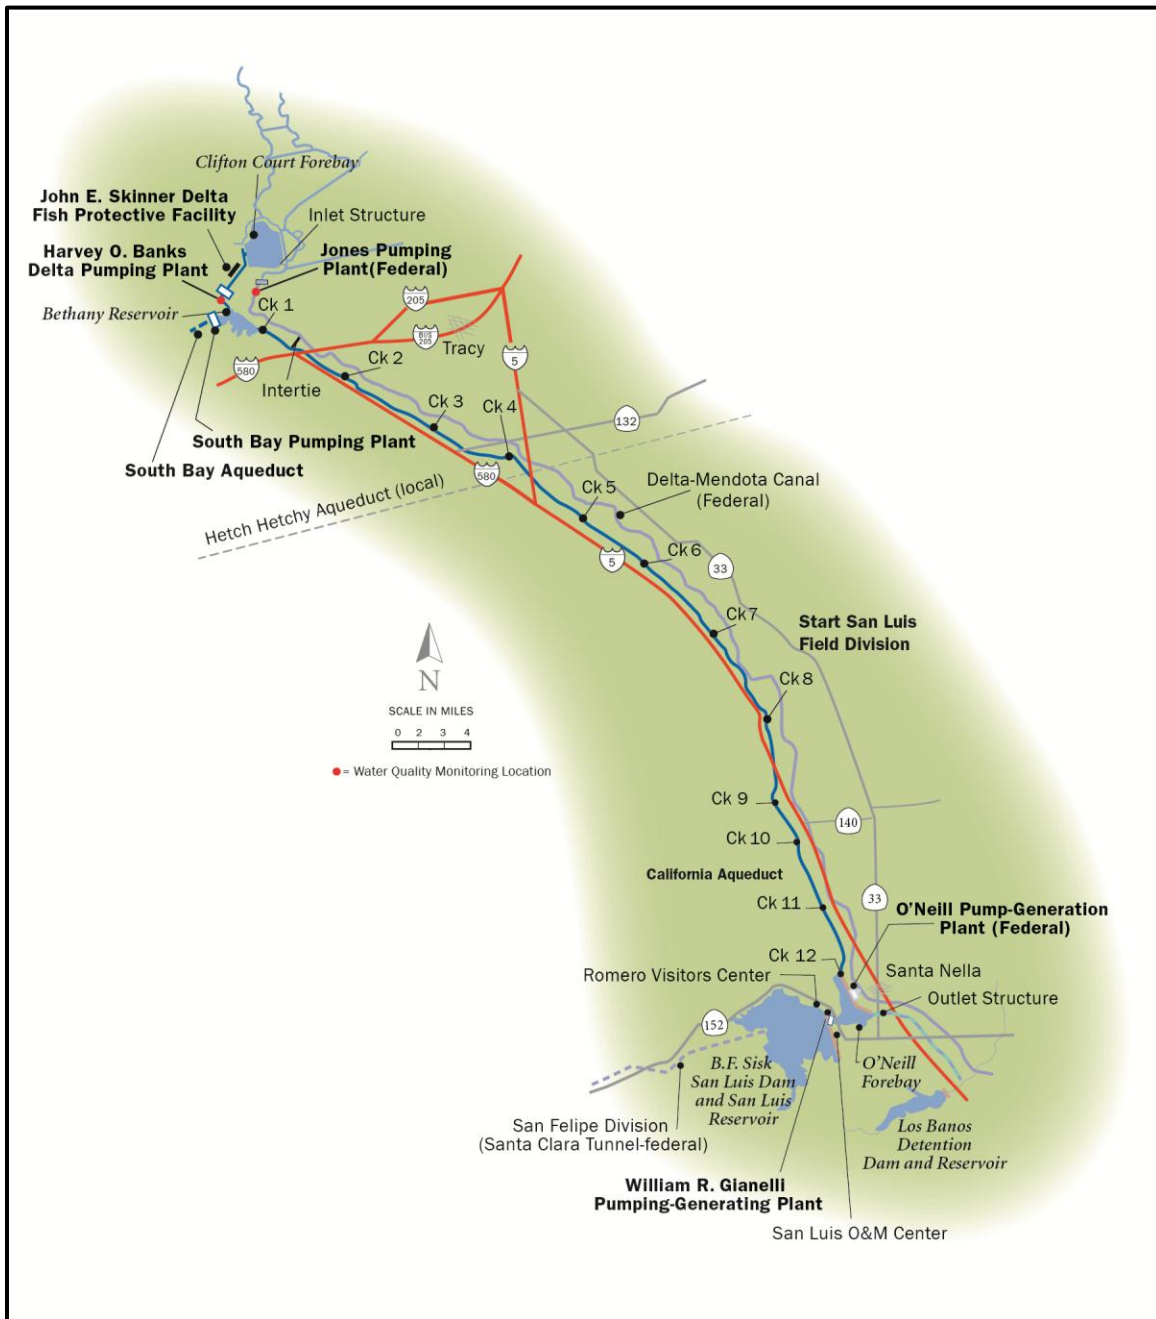 Clifton Court Forebay
John E. Skinner Delta
Fish Protective Facility
Inlet Structure
Harvey O. Banks
Delta Pumping Plant
Jones Pumping
Plant(Federal)
Bethany Reservoir
Ck 1
205
BUS
205
Tracy
5
580
Intertie
Ck 2
Ck 3
Ck 4
132
South Bay Pumping Plant
South Bay Aqueduct
580
Hetch Hetchy Aqueduct (local)
Delta-Mendota Canal
(Federal)
Ck 5
5
Ck 6
33
Ck 7
Start San Luis
Field Division
N
Ck 8
SCALE IN MILES
0 2 3 4
= Water Quality Monitoring Location
Ck 9
140
Ck 10
California Aqueduct
Ck 11
33
O'Neill Pump-Generation
Plant (Federal)
Ck 12
Romero Visitors Center
Santa Nella
Outlet Structure
152
B.F. Sisk
San Luis Dam
and San Luis
Reservoir
O'Neill
Forebay
San Felipe Division
(Santa Clara Tunnel-federal)
Los Banos
Detention
Dam and Reservoir
William R. Gianelli
Pumping-Generating Plant
San Luis O&M Center